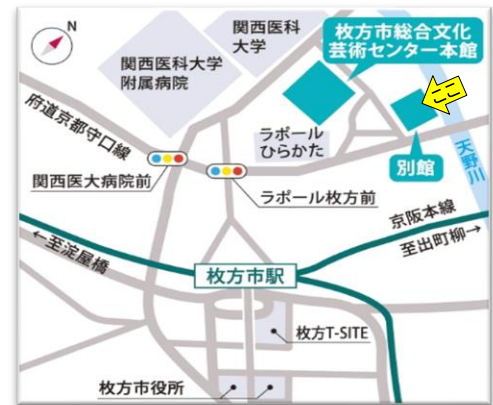 N
関西医科
大学
関西医科大学
附属病院
枚方市総合文化
芸術センター本館
ココ
府道京都守口線
ラポール
ひらかた
別館
天野川
関西医大病院前
ラポール枚方前
京阪本線
至出町柳→
←至淀屋橋
枚方市駅
枚方T-SITE
枚方市役所